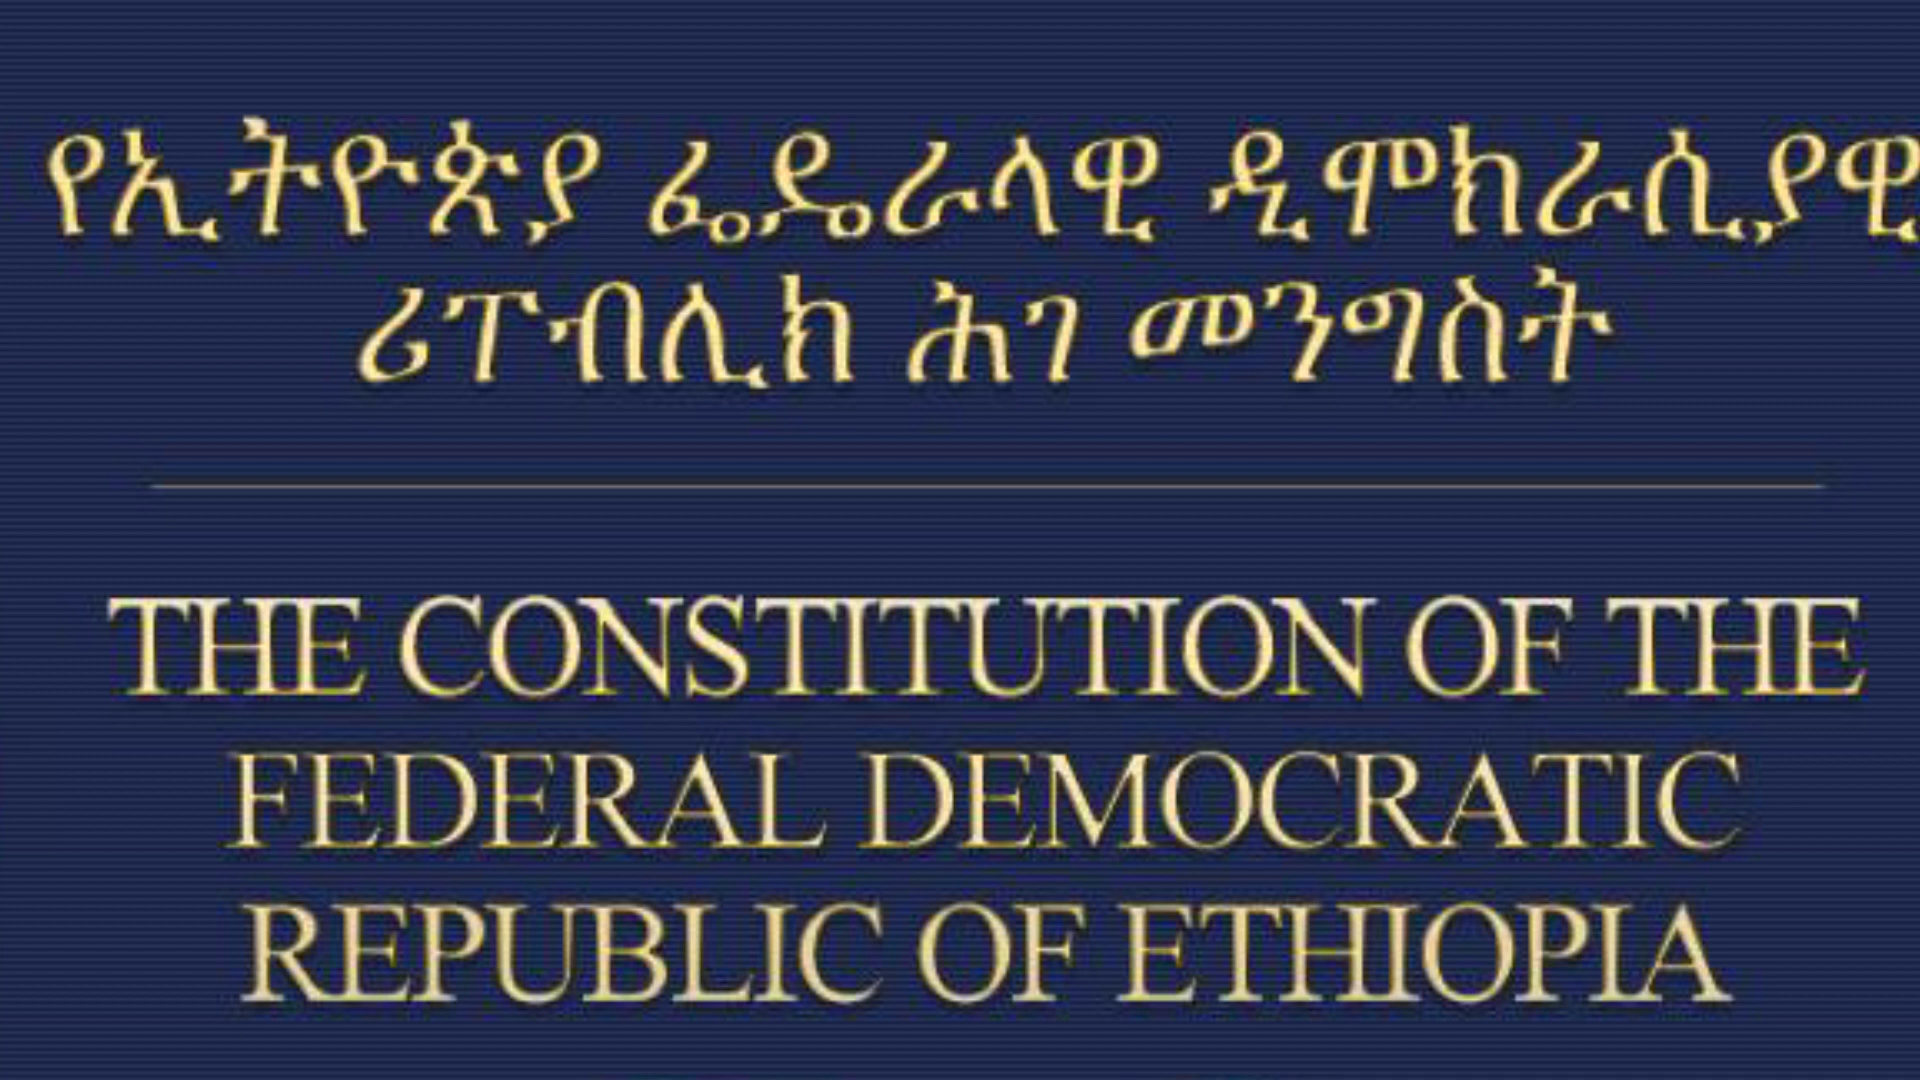 የኢትዮጵያ ፌዴራላዊ ዲሞክራሲያዊ
ሪፐብሊክ ሕገ መንግስት
THE CONSTITUTION OF THE
FEDERAL DEMOCRATIC
REPUBLIC OF ETHIOPIA